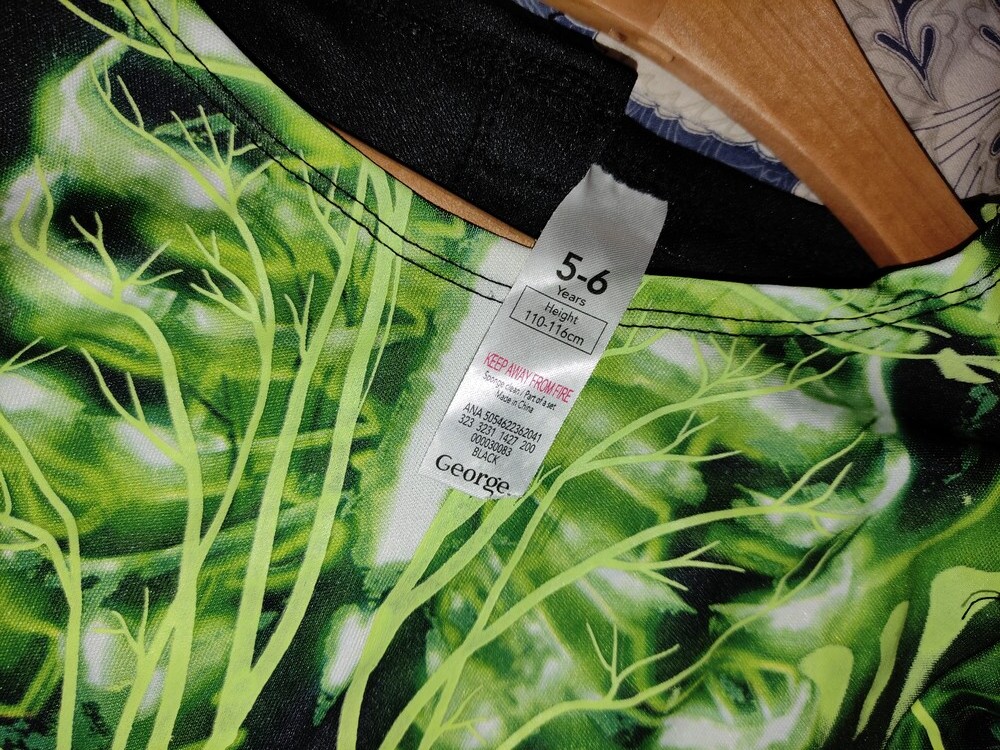 5-6
Years
Height
110-116cm
KEEP AWAY FROM FIRE
Sponge clean / Part of a set
Made in China
ANA 5054622362041
323 3231 1427 200
000030083
BLACK
George.